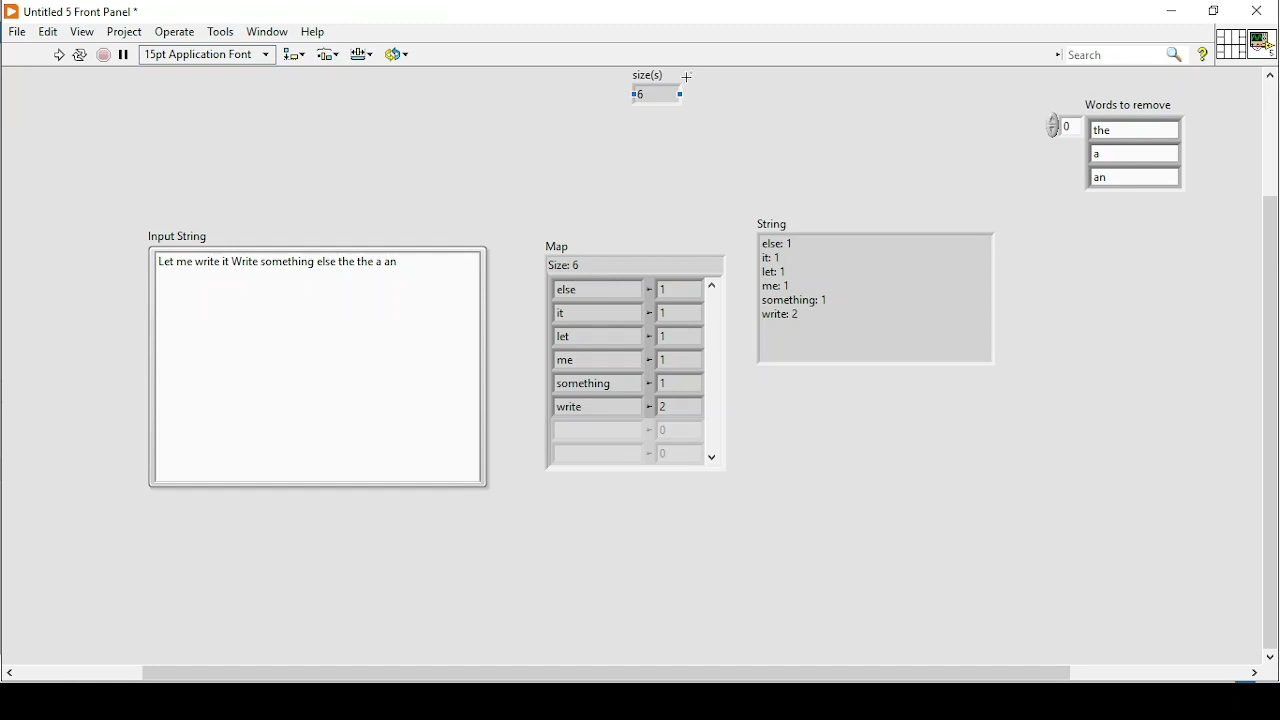 Untitled 5 Front Panel *
File Edit View Project Operate Tools Window Help
15pt Application Font
Search
?
5
size(s)
6
Words to remove
0
the
a
an
Input String
Let me write it Write something else the the a an
Map
Size: 6
else 1
it 1
let 1
me 1
something 1
write 2
0
0
String
else: 1
it: 1
let: 1
me: 1
something: 1
write: 2